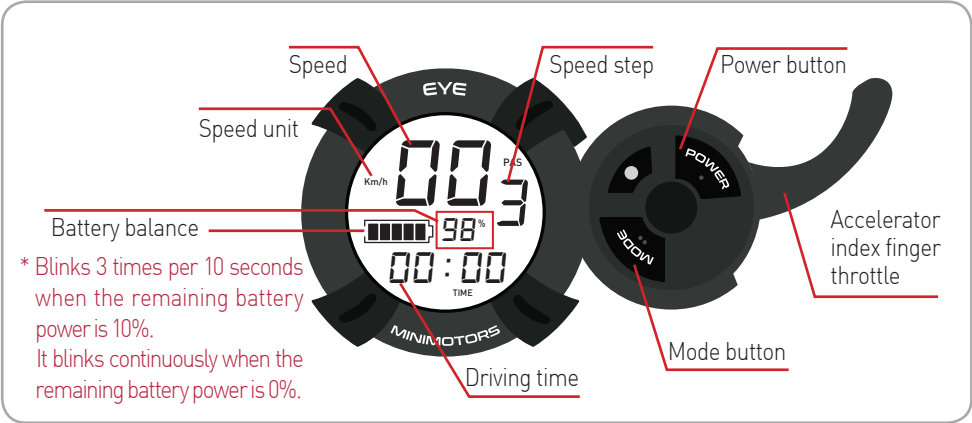 Speed
Speed step
Power button
EYE
Speed unit
00
PAS
Km/h
3
POWER
Battery balance
98%
Accelerator
index finger
throttle
* Blinks 3 times per 10 seconds
when the remaining battery
power is 10%.
It blinks continuously when the
remaining battery power is 0%.
00 : 00
TIME
MODE
MINIMOTORS
Mode button
Driving time